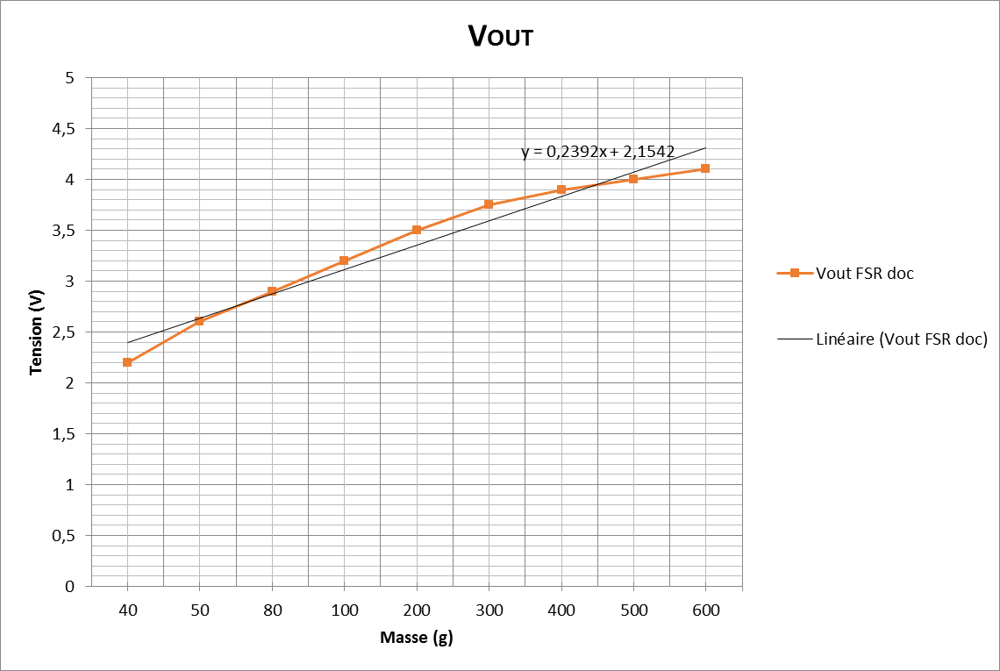 VOUT
5
4,5
4
3,5
3
2,5
2
1,5
1
0,5
0
Tension (V)
y = 0,2392x + 2,1542
40 50 80 100 200 300 400 500 600
Masse (g)
Vout FSR doc
Linéaire (Vout FSR doc)